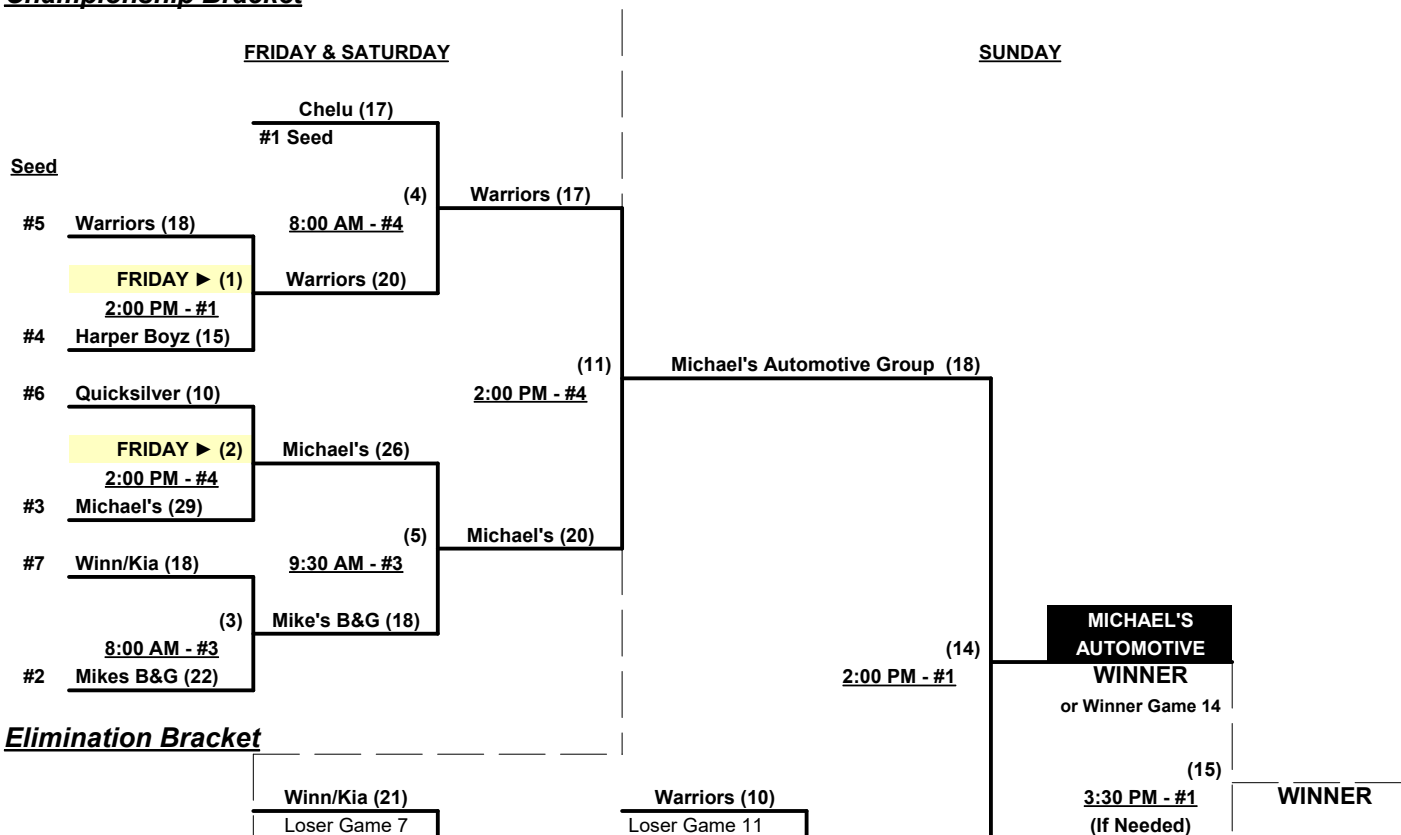 Championship Bracket
FRIDAY & SATURDAY
SUNDAY
Chelu (17)
#1 Seed
Seed
(4)
Warriors (17)
#5 Warriors (18)
8:00 AM - #4
FRIDAY ► (1)
Warriors (20)
2:00 PM - #1
#4 Harper Boyz (15)
(11)
Michael's Automotive Group (18)
#6 Quicksilver (10)
2:00 PM - #4
FRIDAY ► (2)
Michael's (26)
2:00 PM - #4
#3 Michael's (29)
(5)
Michael's (20)
#7 Winn/Kia (18)
9:30 AM - #3
(3)
Mike's B&G (18)
MICHAEL'S
8:00 AM - #3
(14)
AUTOMOTIVE
#2 Mikes B&G (22)
2:00 PM - #1
WINNER
or Winner Game 14
Elimination Bracket
(15)
Winn/Kia (21)
Warriors (10)
3:30 PM - #1
WINNER
Loser Game 7
Loser Game 11
(If Needed)